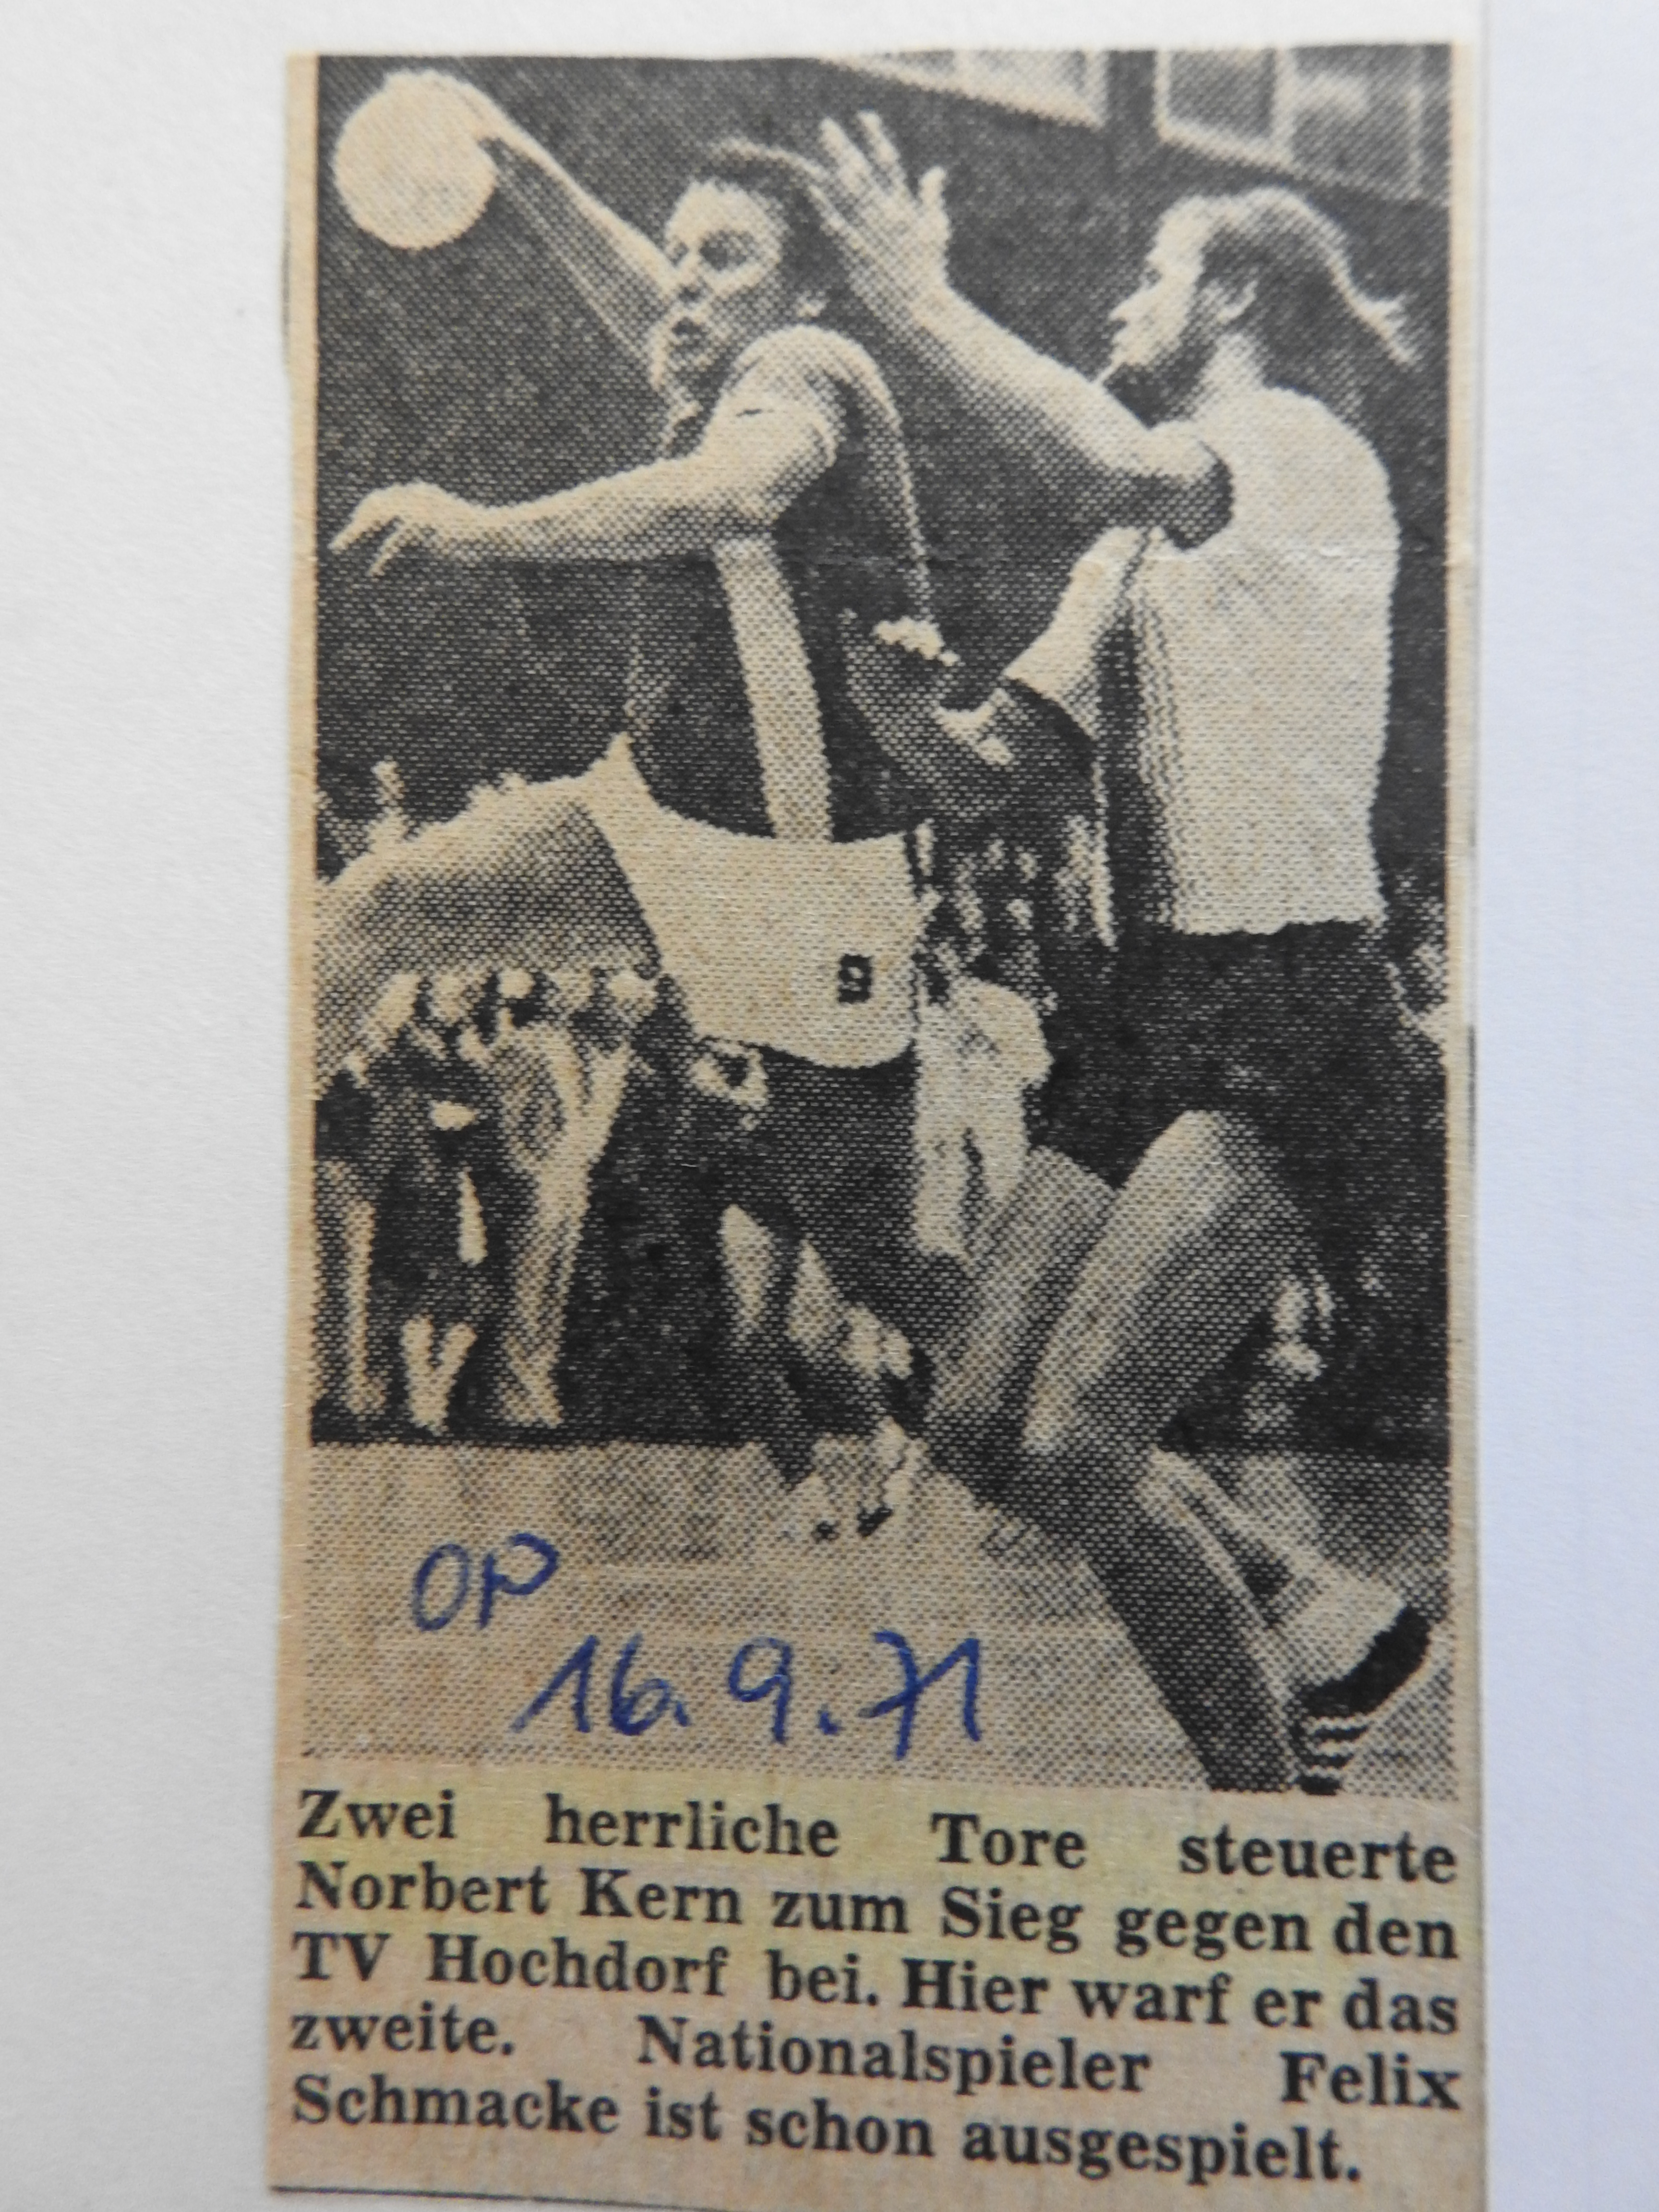 9
OP
16.9.71
Zwei herrliche Tore steuerte
Norbert Kern zum Sieg gegen den
TV Hochdorf bei. Hier warf er das
zweite. Nationalspieler Felix
Schmacke ist schon ausgespielt.